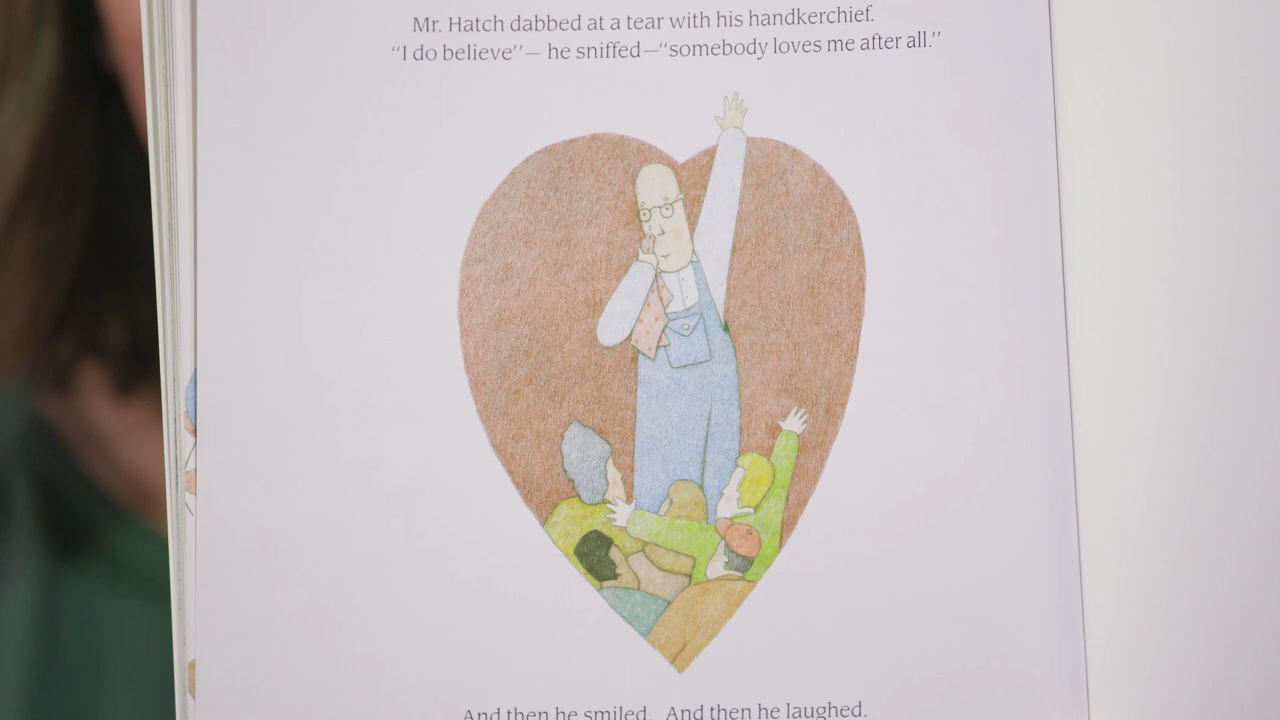 Mr. Hatch dabbed at a tear with his handkerchief.
“I do believe”— he sniffed—“somebody loves me after all.”
And then he smiled. And then he laughed.